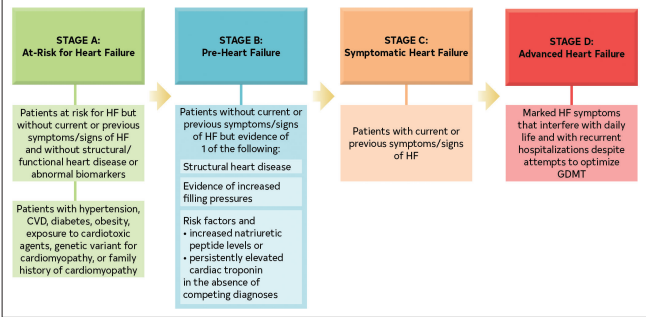 STAGE A:
At-Risk for Heart Failure
Patients at risk for HF but
without current or previous
symptoms/signs of HF
and without structural/
functional heart disease or
abnormal biomarkers
Patients with hypertension,
CVD, diabetes, obesity,
exposure to cardiotoxic
agents, genetic variant for
cardiomyopathy, or family
history of cardiomyopathy
STAGE B:
Pre-Heart Failure
Patients without current or
previous symptoms/signs
of HF but evidence of
1 of the following:
Structural heart disease
Evidence of increased
filling pressures
Risk factors and
• increased natriuretic
peptide levels or
• persistently elevated
cardiac troponin
in the absence of
competing diagnoses
STAGE C:
Symptomatic Heart Failure
Patients with current or
previous symptoms/signs
of HF
STAGE D:
Advanced Heart Failure
Marked HF symptoms
that interfere with daily
life and with recurrent
hospitalizations despite
attempts to optimize
GDMT